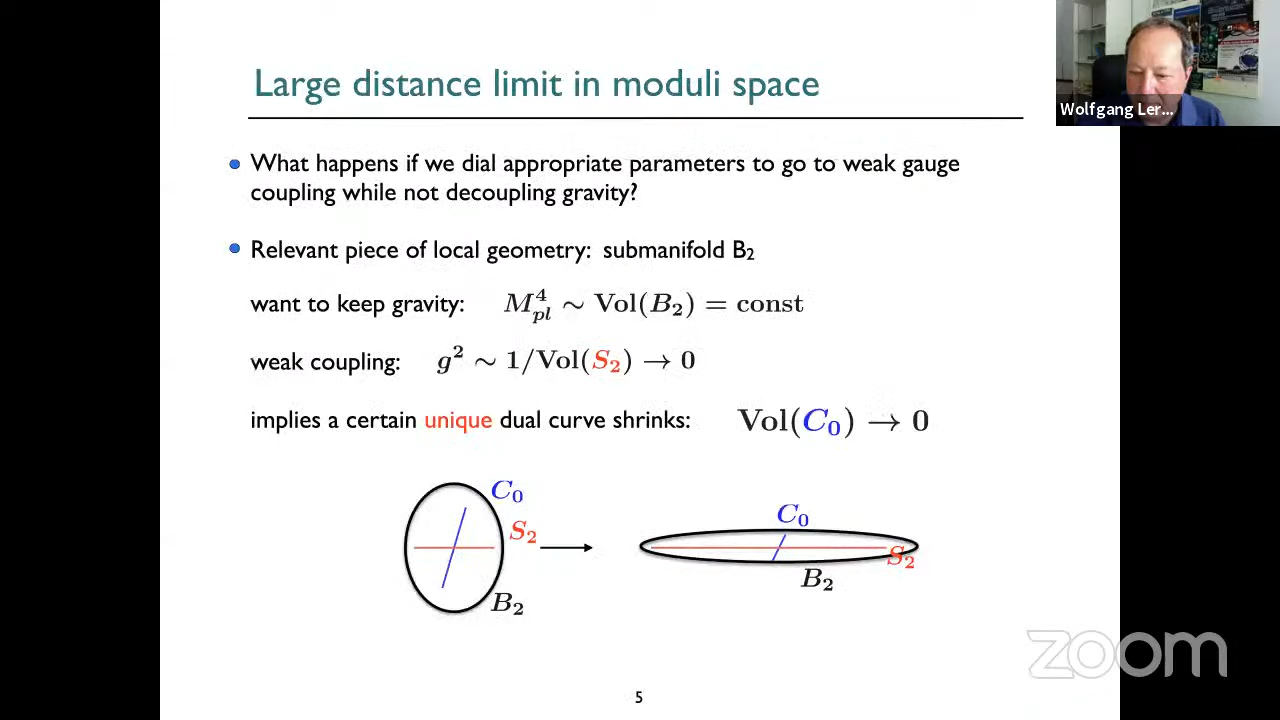 Large distance limit in moduli space
Wolfgang Ler...
• What happens if we dial appropriate parameters to go to weak gauge
coupling while not decoupling gravity?
• Relevant piece of local geometry: submanifold B₂
want to keep gravity: M_{pl}^4 ∼ Vol(B₂) = const
weak coupling: g² ∼ 1/Vol(S₂) → 0
implies a certain unique dual curve shrinks: Vol(C₀) → 0
C₀
S₂
B₂
C₀
S₂
B₂
zoom
5